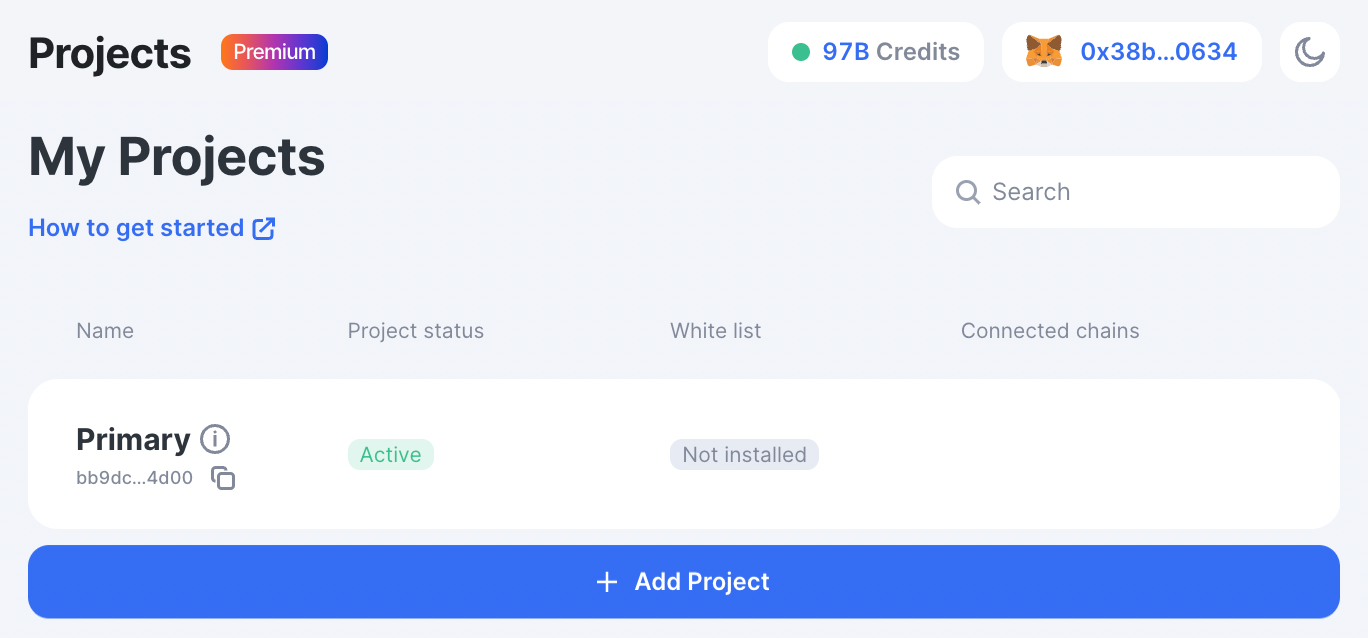 Projects Premium 97B Credits 0x38b...0634
My Projects
Search
How to get started
Name Project status White list Connected chains
Primary
Active Not installed
bb9dc...4d00
Add Project